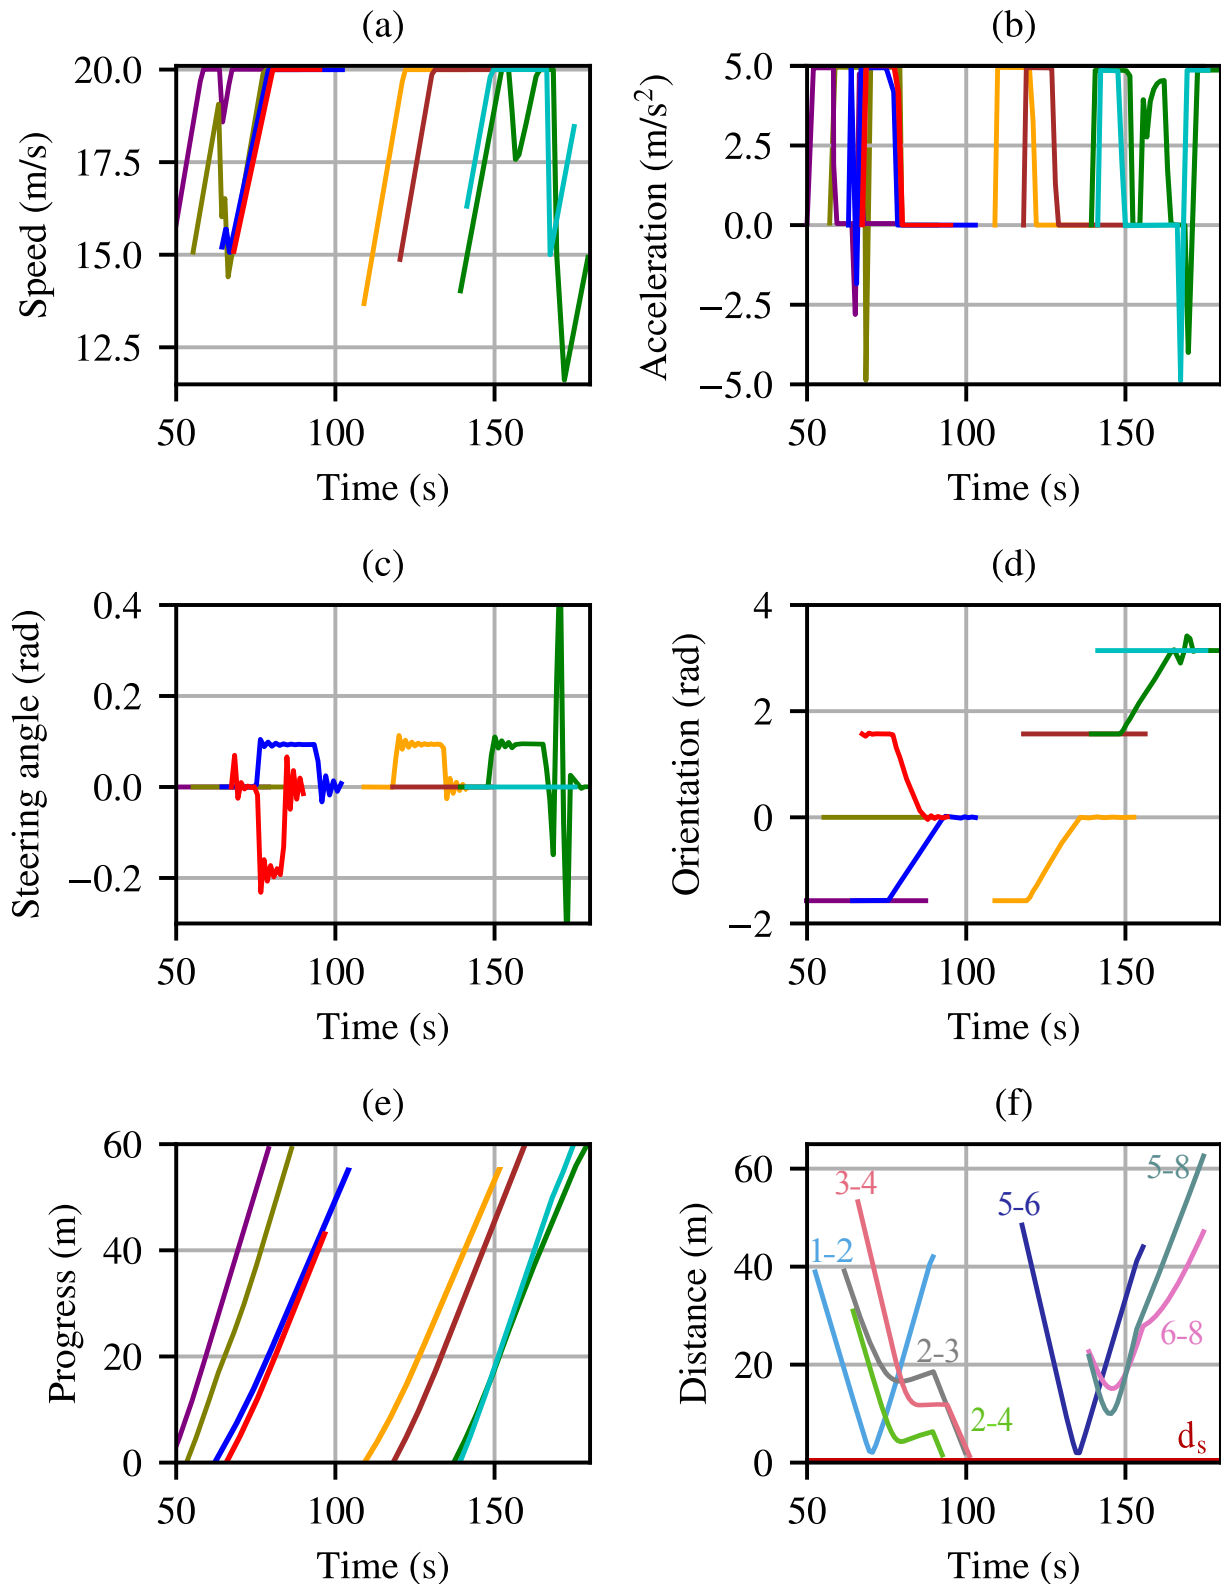 (a)
Speed (m/s)
20.0
17.5
15.0
12.5
50 100 150
Time (s)
(b)
Acceleration (m/s²)
5.0
2.5
0.0
−2.5
−5.0
50 100 150
Time (s)
(c)
Steering angle (rad)
0.4
0.2
0.0
−0.2
50 100 150
Time (s)
(d)
Orientation (rad)
4
2
0
−2
50 100 150
Time (s)
(e)
Progress (m)
60
40
20
0
50 100 150
Time (s)
(f)
Distance (m)
60
40
20
0
3-4
5-8
5-6
1-2
6-8
2-3
2-4
dₛ
50 100 150
Time (s)